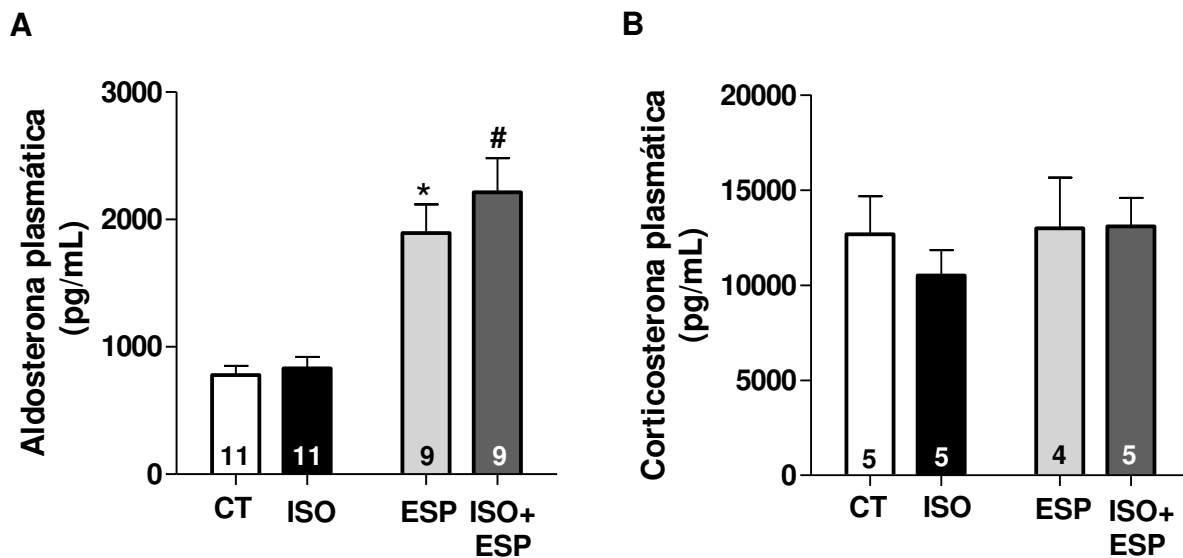 A
Aldosterona plasmática
(pg/mL)
3000
2000
1000
0
*
#
11
11
9
9
CT
ISO
ESP
ISO+
ESP
B
Corticosterona plasmática
(pg/mL)
20000
15000
10000
5000
0
5
5
4
5
CT
ISO
ESP
ISO+
ESP